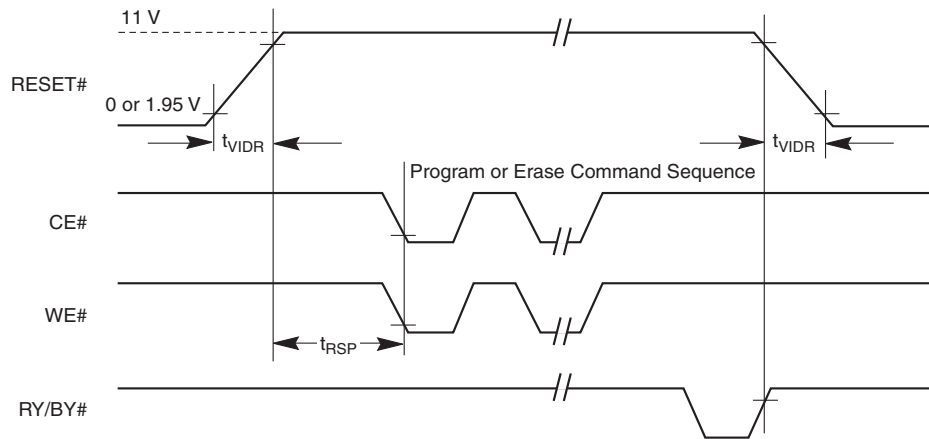 11 V
RESET#
0 or 1.95 V
tVIDR
tVIDR
Program or Erase Command Sequence
CE#
WE#
tRSP
RY/BY#